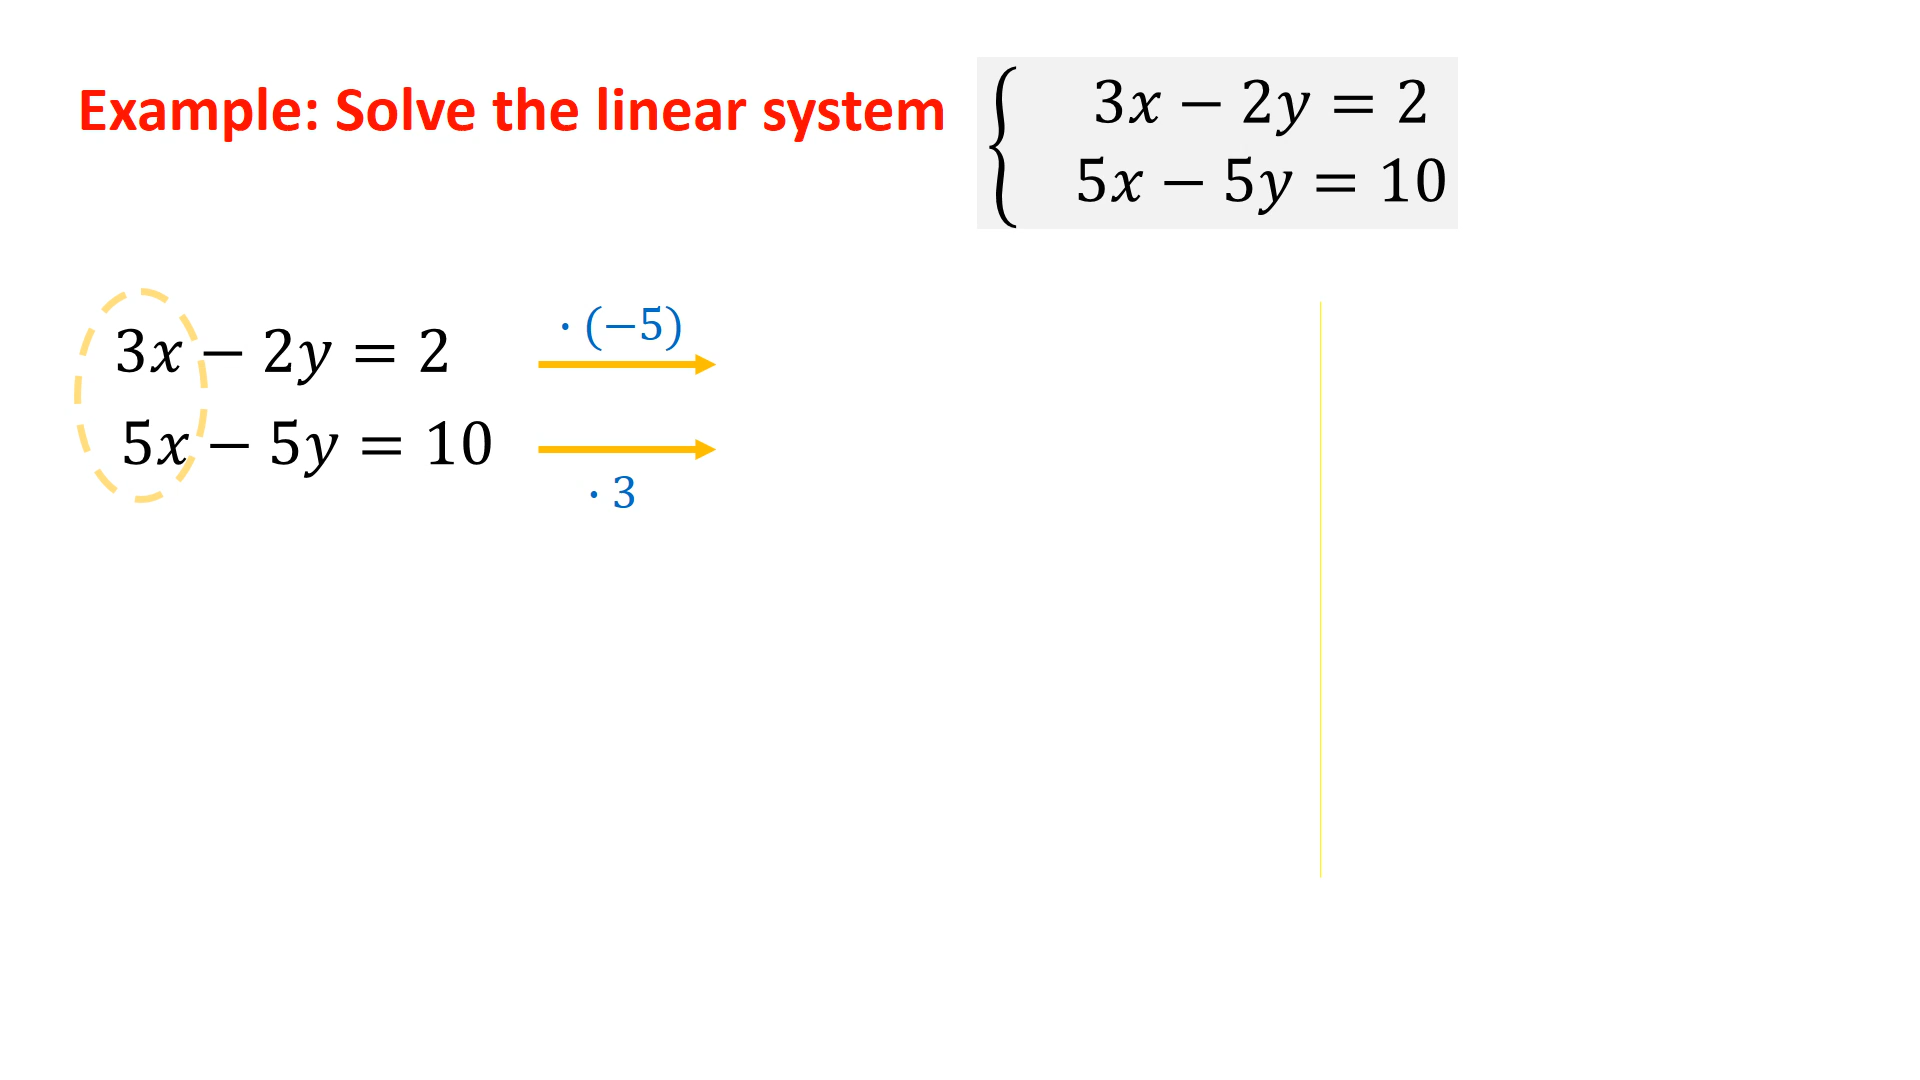 Example: Solve the linear system
3x − 2y = 2
5x − 5y = 10
3x − 2y = 2
· (−5)
5x − 5y = 10
· 3